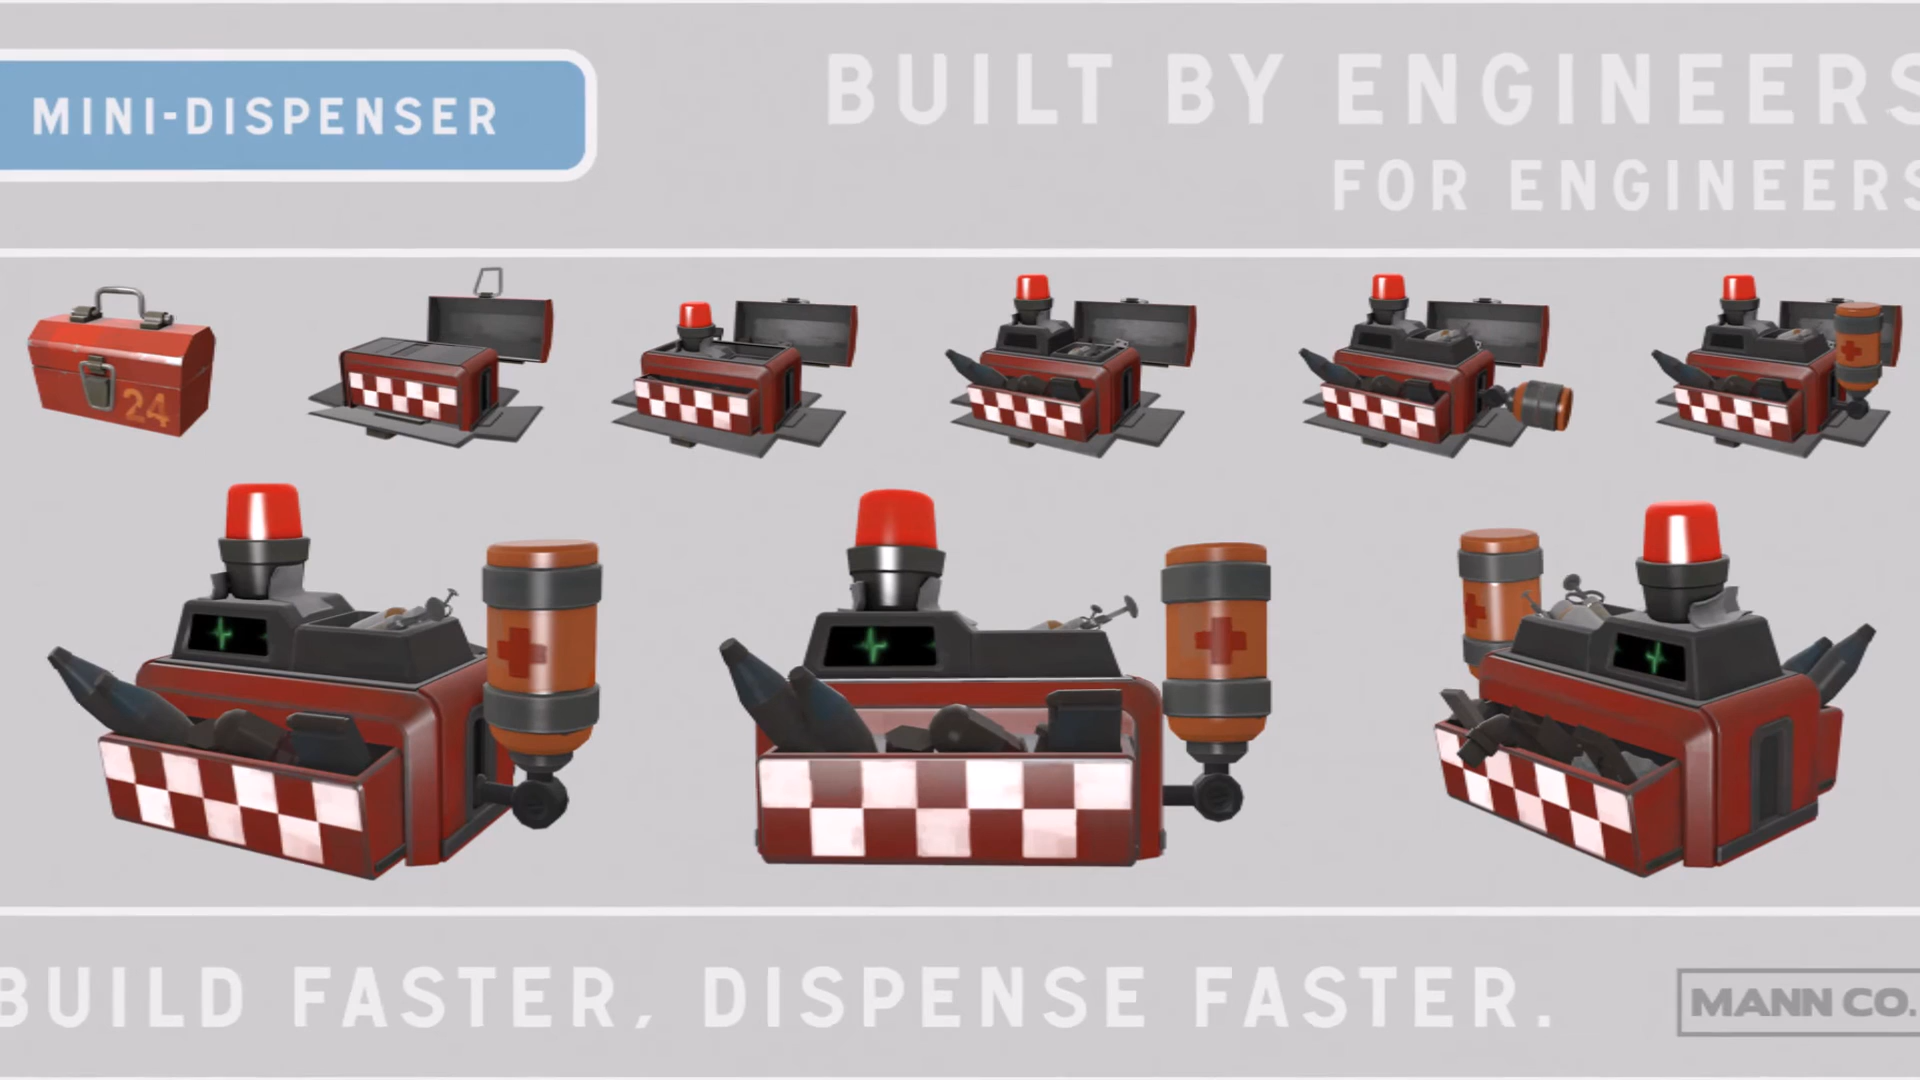 MINI-DISPENSER
BUILT BY ENGINEERS
FOR ENGINEERS
24
BUILD FASTER, DISPENSE FASTER.
MANN CO.